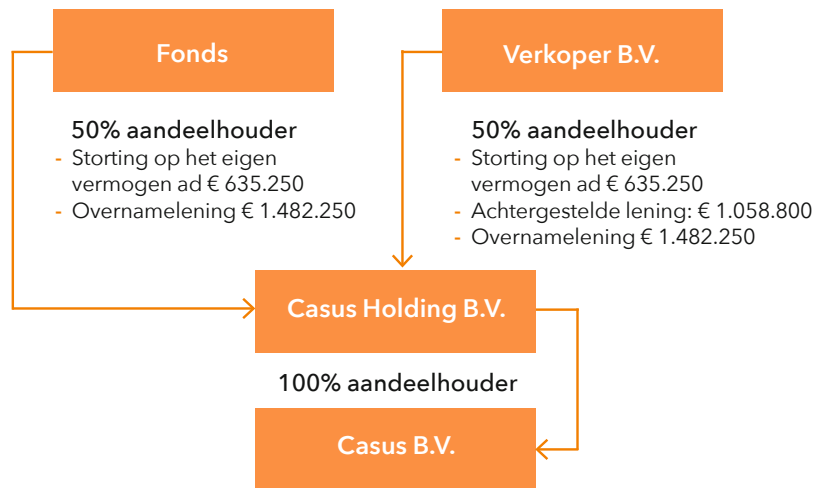 Fonds
50% aandeelhouder
- Storting op het eigen
vermogen ad € 635.250
- Overnamelening € 1.482.250
Verkoper B.V.
50% aandeelhouder
- Storting op het eigen
vermogen ad € 635.250
- Achtergestelde lening: € 1.058.800
- Overnamelening € 1.482.250
Casus Holding B.V.
100% aandeelhouder
Casus B.V.